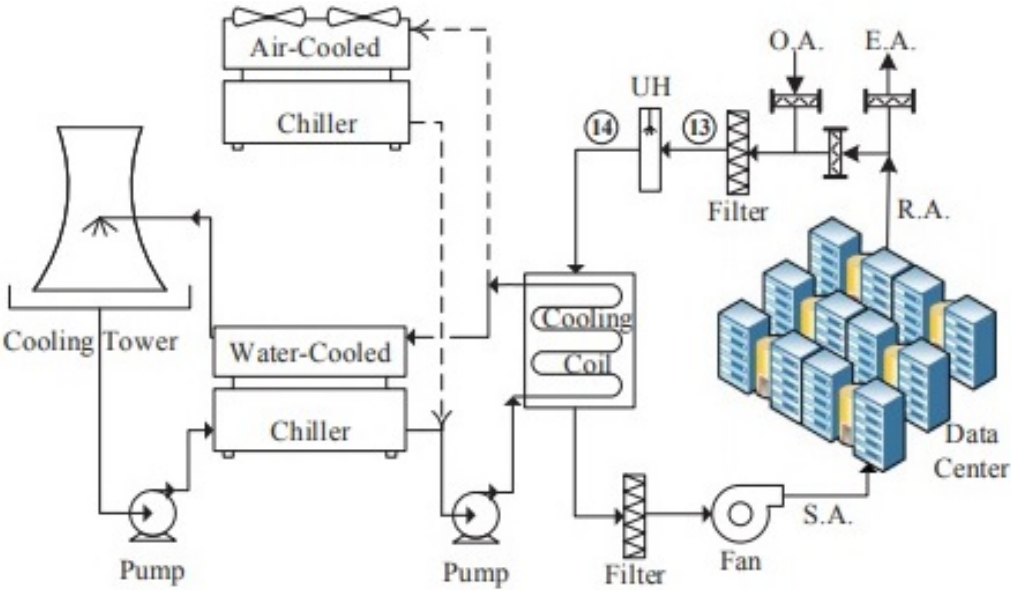 Air-Cooled
Chiller
O.A.
E.A.
UH
14
13
Filter
R.A.
Cooling Tower
Water-Cooled
Chiller
Cooling
Coil
Data
Center
S.A.
Pump
Pump
Filter
Fan